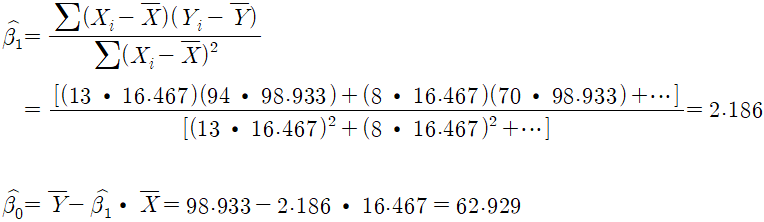 β̂₁ = ∑(Xᵢ − X̅)(Yᵢ − Y̅) / ∑(Xᵢ − X̅)²
= [(13 • 16.467)(94 • 98.933) + (8 • 16.467)(70 • 98.933) + ⋯] / [(13 • 16.467)² + (8 • 16.467)² + ⋯] = 2.186
β̂₀ = Y̅ − β̂₁ • X̅ = 98.933 − 2.186 • 16.467 = 62.929